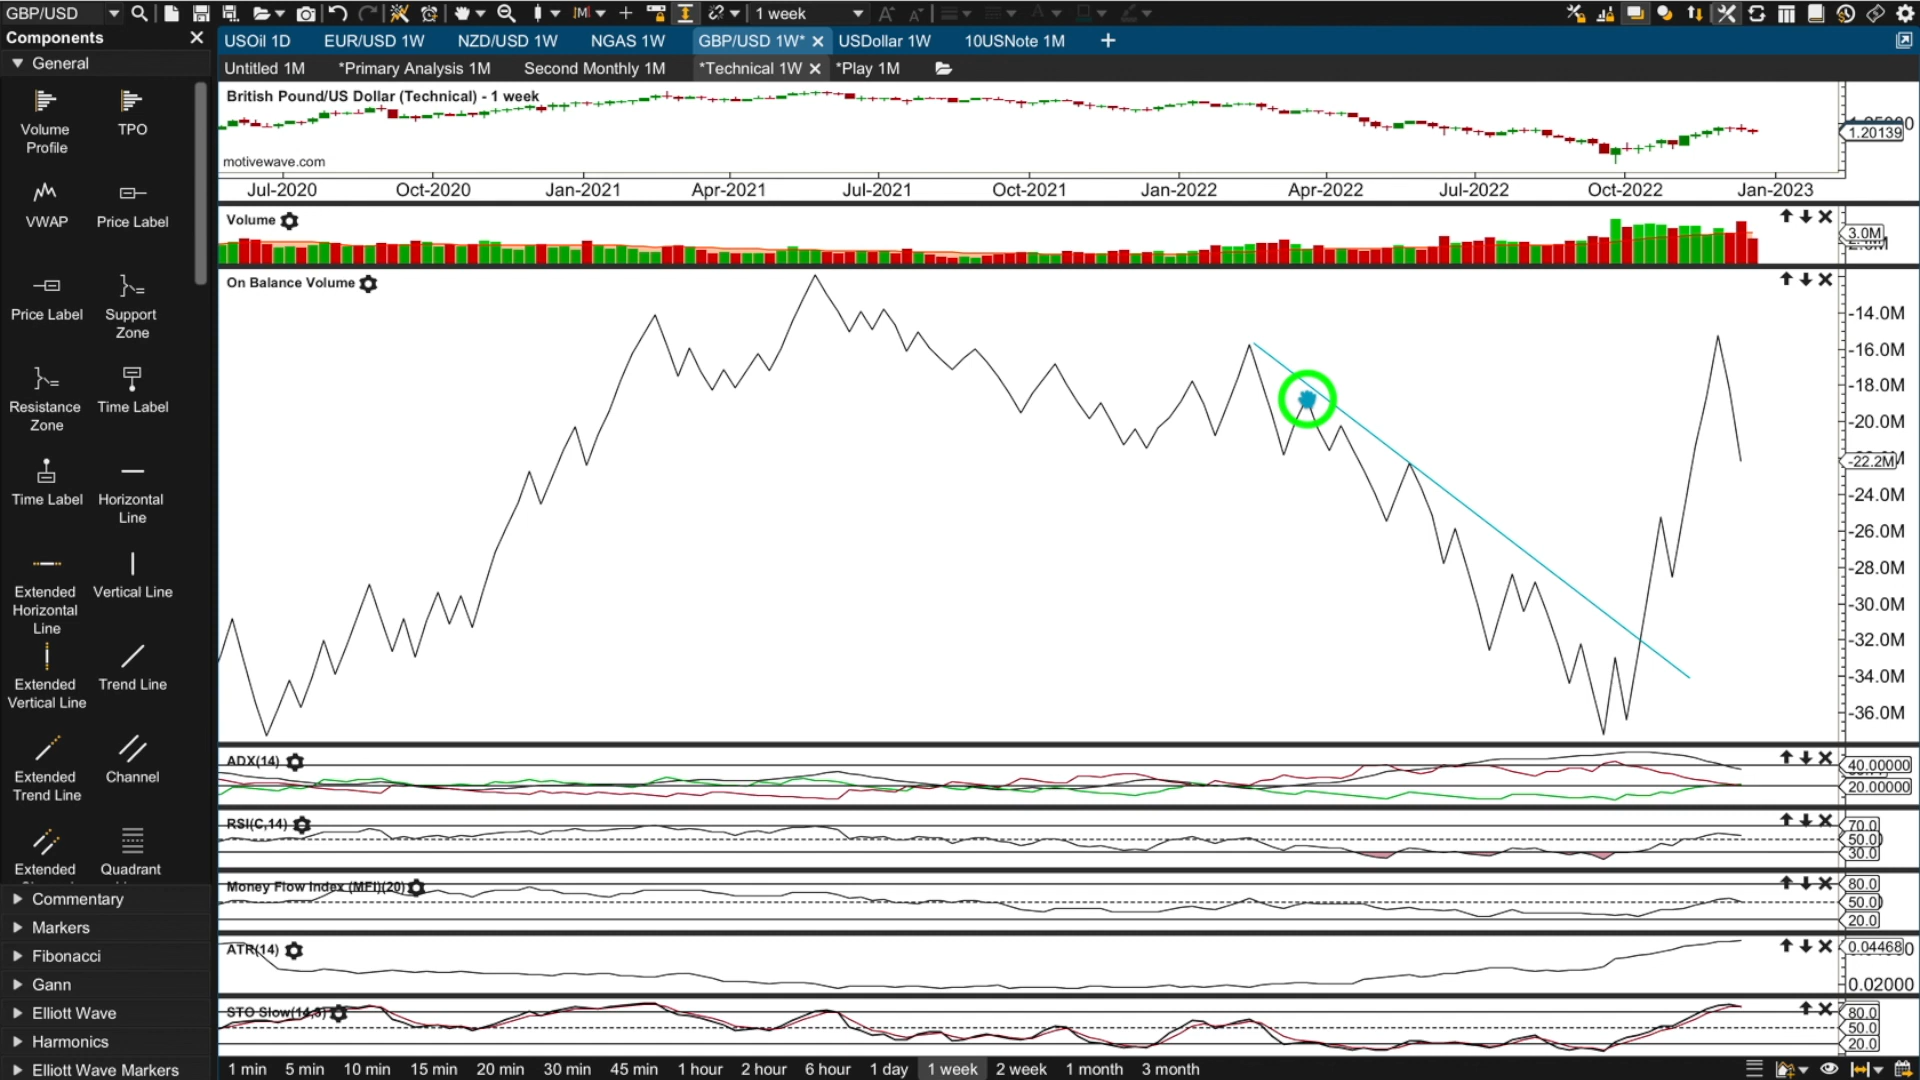 GBP/USD
1 week
Components
USOil 1D
EUR/USD 1W
NZD/USD 1W
NGAS 1W
GBP/USD 1W*
USDollar 1W
10USNote 1M
General
Untitled 1M
*Primary Analysis 1M
Second Monthly 1M
*Technical 1W
*Play 1M
Volume
Profile
TPO
VWAP
Price Label
Price Label
Support
Zone
Resistance
Zone
Time Label
Time Label
Horizontal
Line
Extended
Horizontal
Line
Vertical Line
Extended
Vertical Line
Trend Line
Extended
Trend Line
Channel
Extended
Quadrant
Commentary
Markers
Fibonacci
Gann
Elliott Wave
Harmonics
Elliott Wave Markers
British Pound/US Dollar (Technical) - 1 week
1.20139
motivewave.com
Jul-2020
Oct-2020
Jan-2021
Apr-2021
Jul-2021
Oct-2021
Jan-2022
Apr-2022
Jul-2022
Oct-2022
Jan-2023
Volume
3.0M
On Balance Volume
-14.0M
-16.0M
-18.0M
-20.0M
-22.2M
-24.0M
-26.0M
-28.0M
-30.0M
-32.0M
-34.0M
-36.0M
ADX(14)
40.00000
20.00000
RSI(C,14)
70.0
50.0
30.0
Money Flow Index (MFI)(20)
80.0
50.0
20.0
ATR(14)
0.04468
0.02000
STO Slow(14,3)
80.0
50.0
20.0
1 min
5 min
10 min
15 min
20 min
30 min
45 min
1 hour
2 hour
6 hour
1 day
1 week
2 week
1 month
3 month